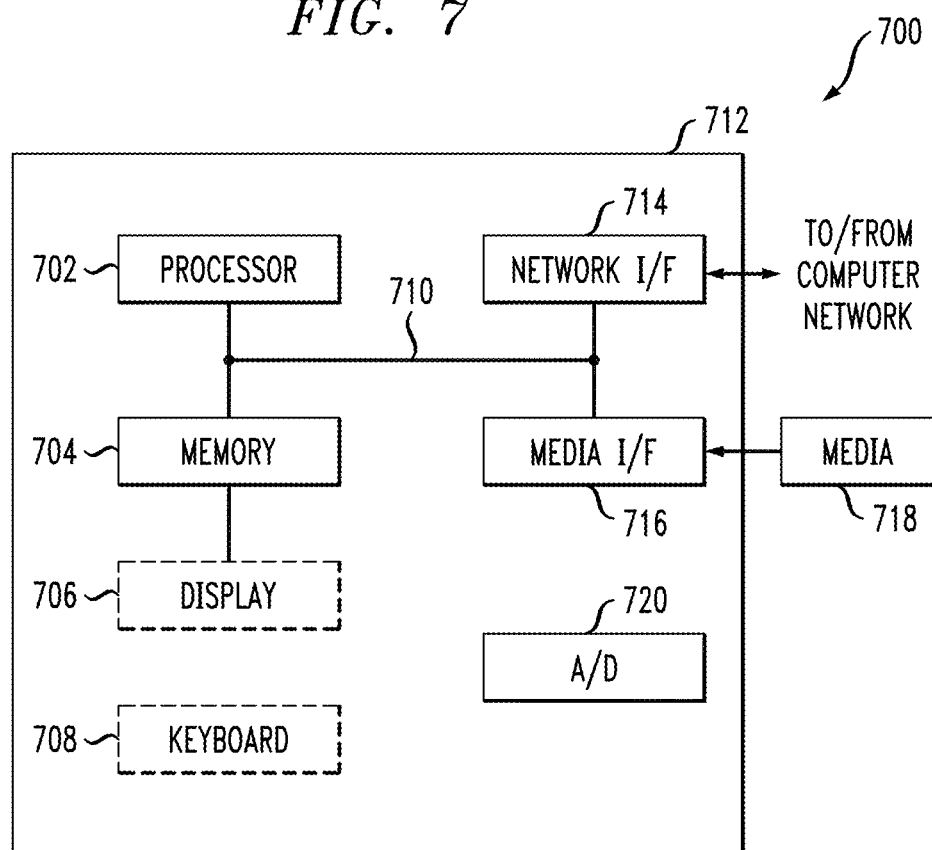 FIG. 7
700
712
714
702 PROCESSOR
NETWORK I/F
TO/FROM
COMPUTER
NETWORK
710
704 MEMORY
MEDIA I/F
MEDIA
716
718
706 DISPLAY
720
A/D
708 KEYBOARD